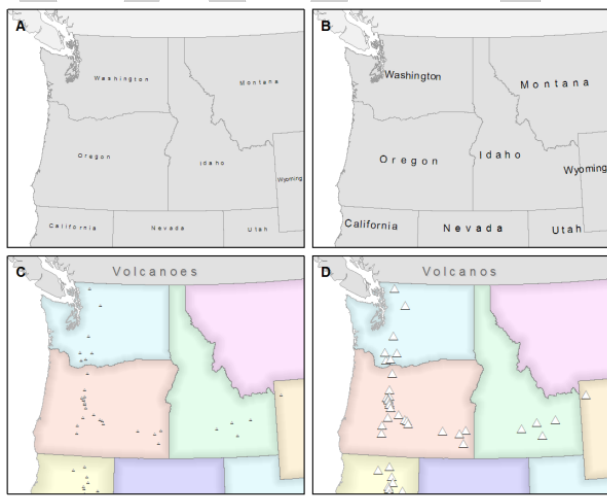 A
Washington
Montana
Oregon
Idaho
Wyoming
California
Nevada
Utah
B
Washington
Montana
Oregon
Idaho
Wyoming
California
Nevada
Utah
C
Volcanoes
D
Volcanos